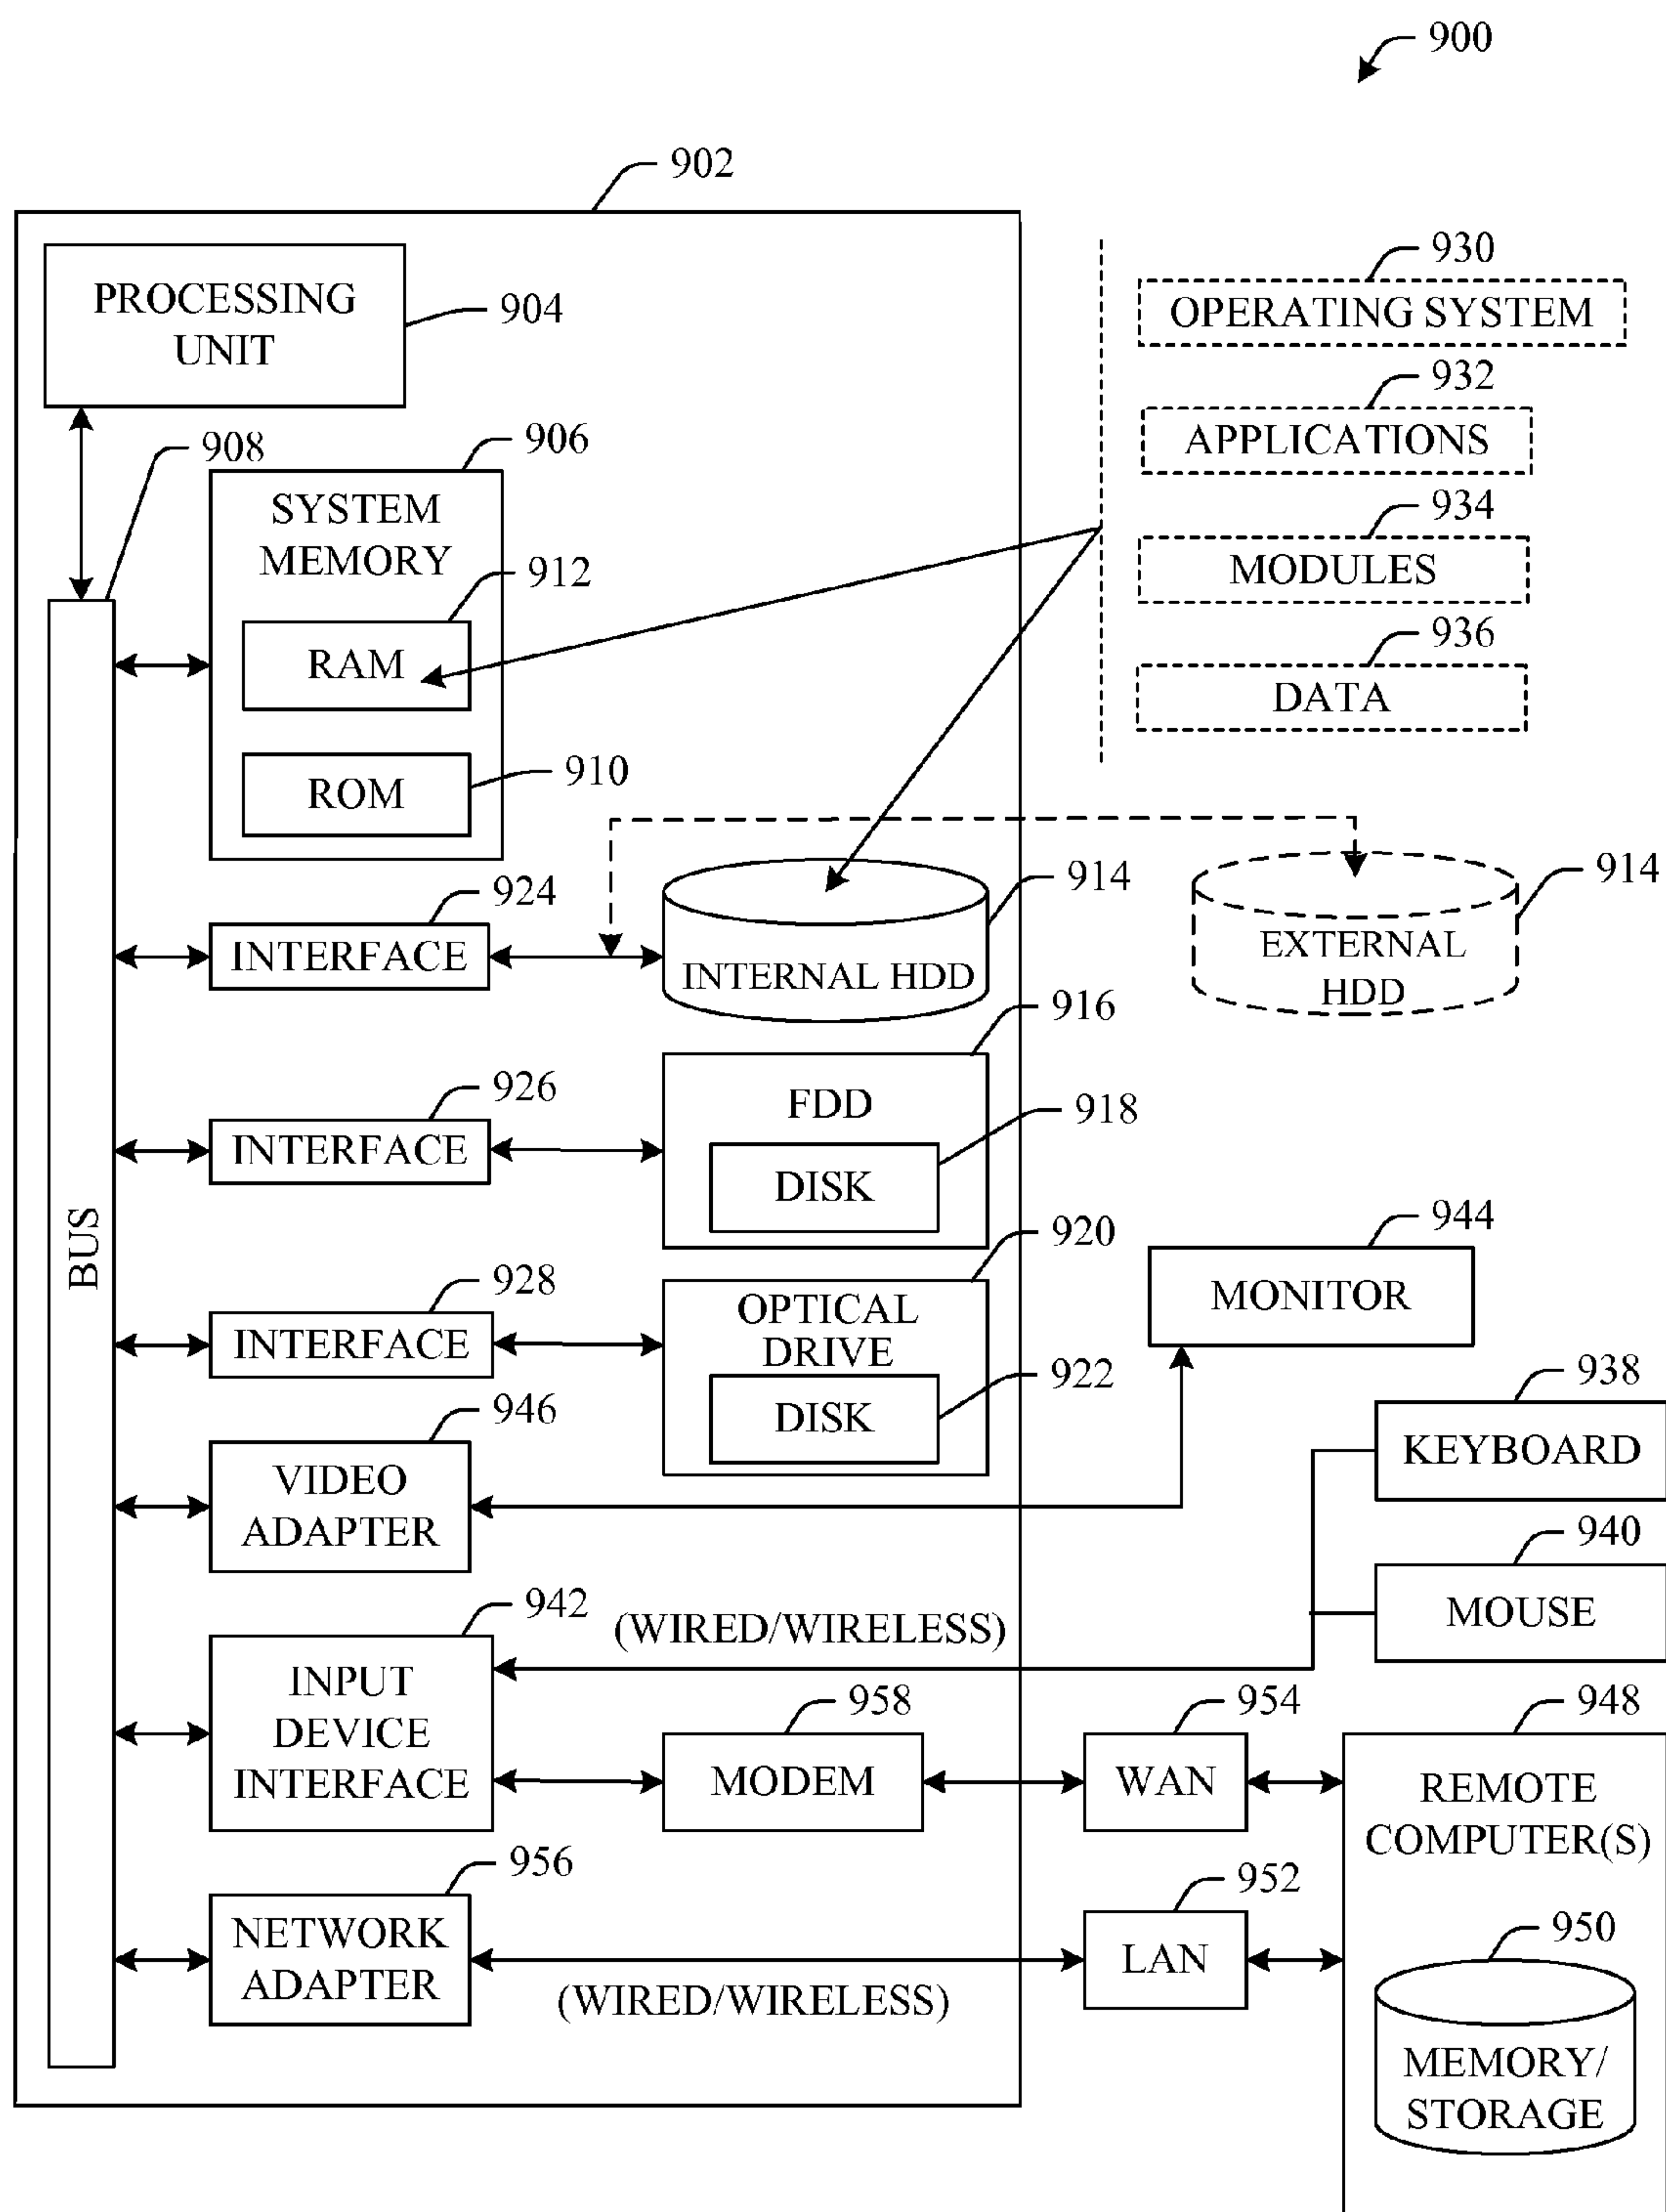 900
902
PROCESSING
UNIT
904
930
OPERATING SYSTEM
932
APPLICATIONS
934
MODULES
936
DATA
908
906
SYSTEM
MEMORY
912
RAM
ROM
910
BUS
924
INTERFACE
INTERNAL HDD
914
EXTERNAL
HDD
914
926
INTERFACE
916
FDD
918
DISK
928
INTERFACE
920
OPTICAL
DRIVE
922
DISK
944
MONITOR
946
VIDEO
ADAPTER
938
KEYBOARD
940
MOUSE
942
INPUT
DEVICE
INTERFACE
(WIRED/WIRELESS)
958
MODEM
954
WAN
948
REMOTE
COMPUTER(S)
956
NETWORK
ADAPTER
(WIRED/WIRELESS)
952
LAN
950
MEMORY/
STORAGE